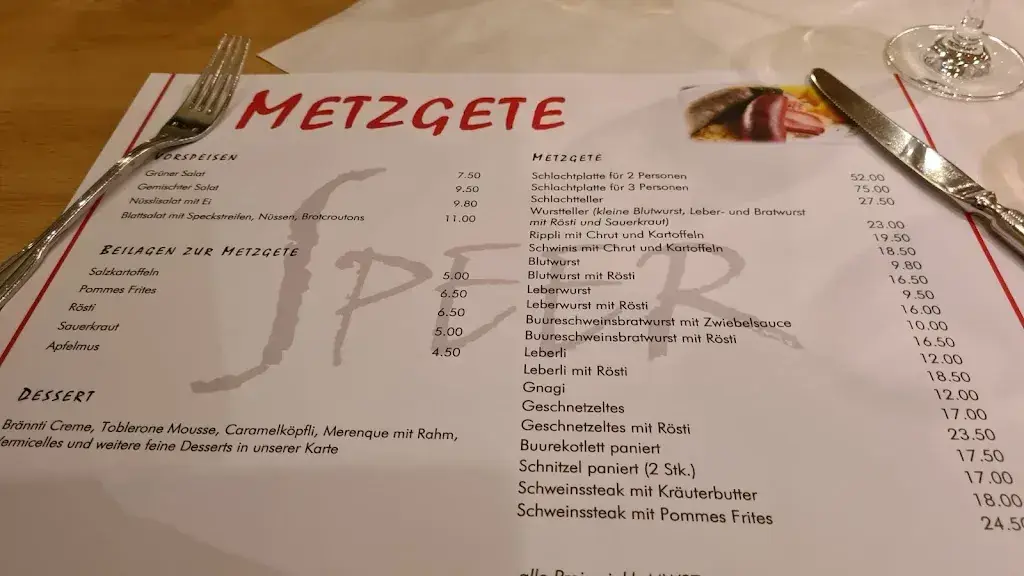 METZGETE
SPEER
VORSPEISEN
Grüner Salat 7.50
Gemischter Salat 9.50
Nüsslisalat mit Ei 9.80
Blattsalat mit Speckstreifen, Nüssen, Brotcroutons 11.00
BEILAGEN ZUR METZGETE
Salzkartoffeln 5.00
Pommes Frites 6.50
Rösti 6.50
Sauerkraut 5.00
Apfelmus 4.50
DESSERT
Brännti Creme, Toblerone Mousse, Caramelköpfli, Merenque mit Rahm,
Vermicelles und weitere feine Desserts in unserer Karte
METZGETE
Schlachtplatte für 2 Personen 52.00
Schlachtplatte für 3 Personen 75.00
Schlachtteller 27.50
Wurstteller (kleine Blutwurst, Leber- und Bratwurst
mit Rösti und Sauerkraut) 23.00
Rippli mit Chrut und Kartoffeln 19.50
Schwinis mit Chrut und Kartoffeln 18.50
Blutwurst 9.80
Blutwurst mit Rösti 16.50
Leberwurst 9.50
Leberwurst mit Rösti 16.00
Buureschweinsbratwurst mit Zwiebelsauce 10.00
Buureschweinsbratwurst mit Rösti 16.50
Leberli 12.00
Leberli mit Rösti 18.50
Gnagi 12.00
Geschnetzeltes 17.00
Geschnetzeltes mit Rösti 23.50
Buurekotlett paniert 17.50
Schnitzel paniert (2 Stk.) 17.00
Schweinssteak mit Kräuterbutter 18.00
Schweinssteak mit Pommes Frites 24.50